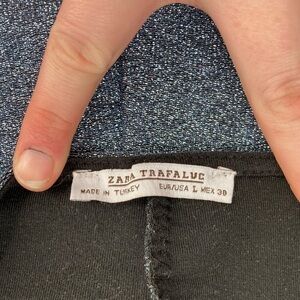 ZARA TRAFALUC
MADE IN TURKEY EUR/USA L MEX 30